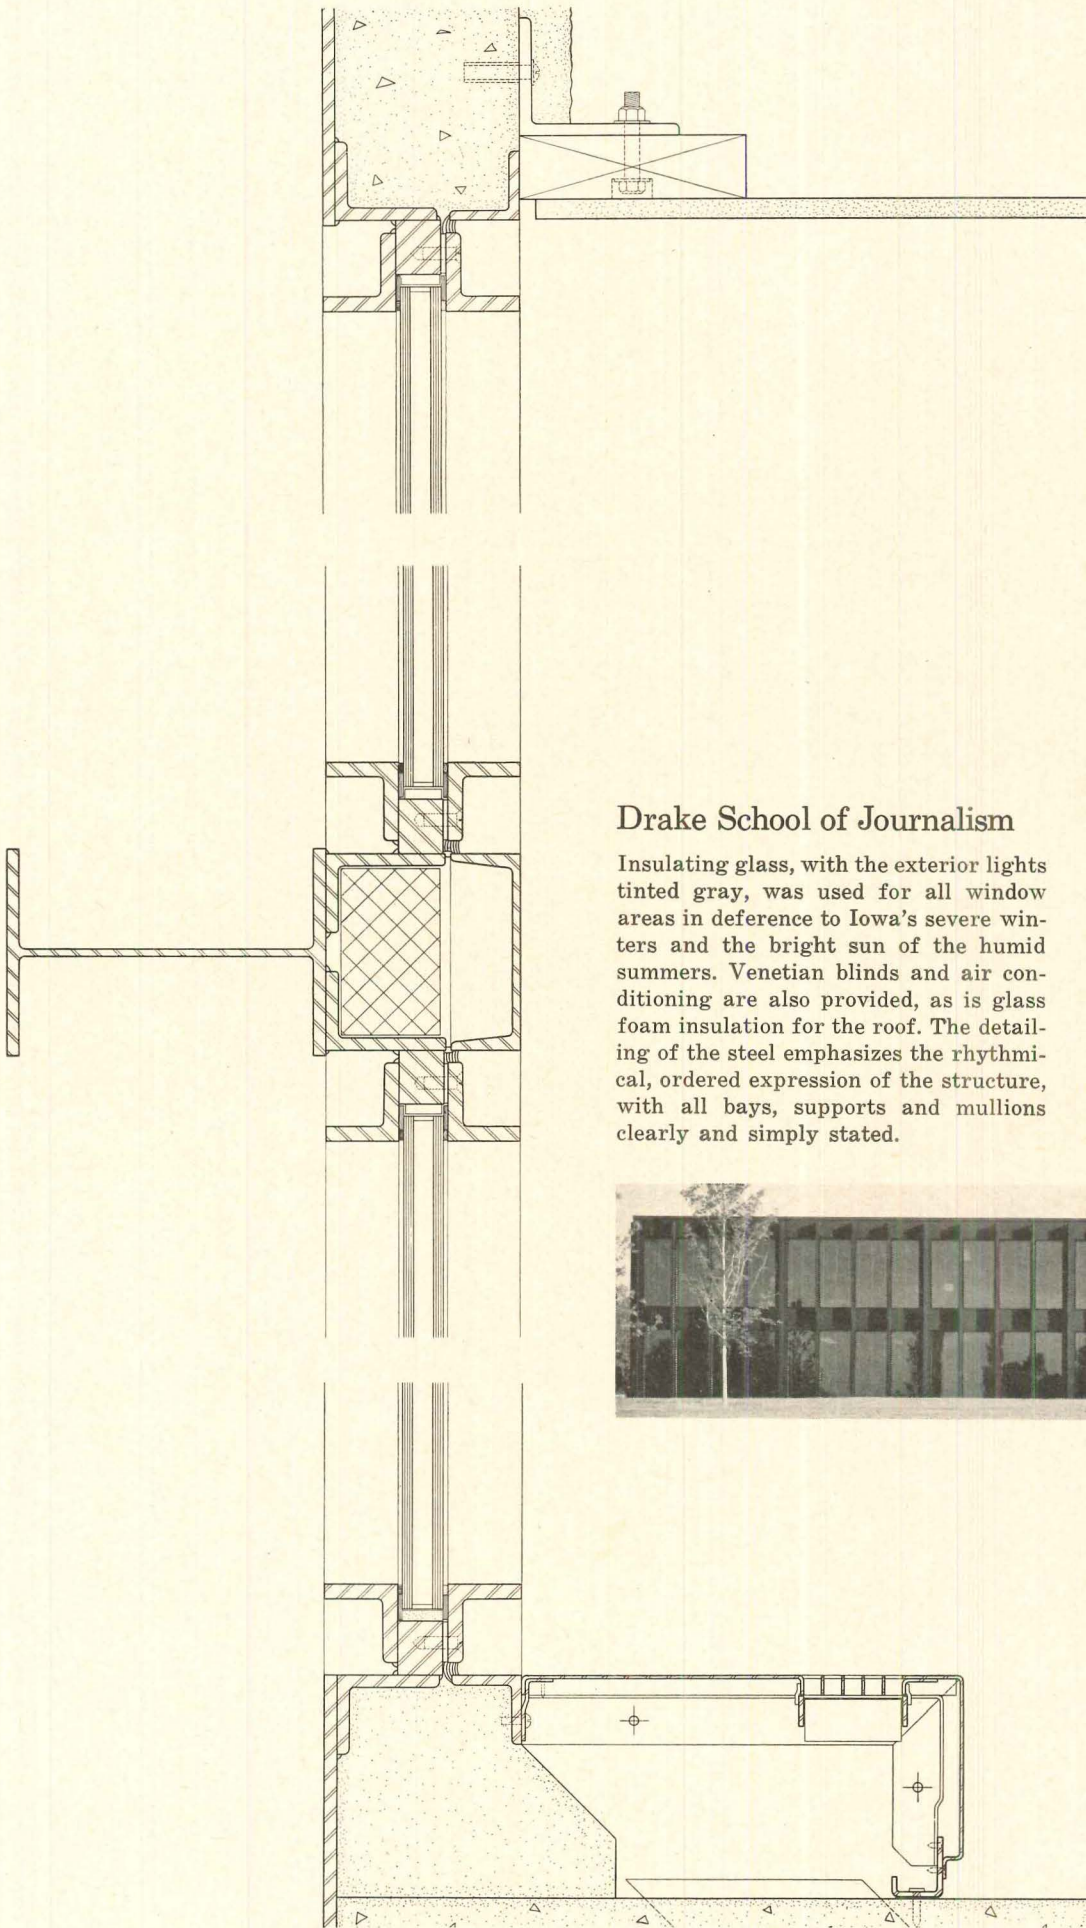 Drake School of Journalism
Insulating glass, with the exterior lights
tinted gray, was used for all window
areas in deference to Iowa's severe win-
ters and the bright sun of the humid
summers. Venetian blinds and air con-
ditioning are also provided, as is glass
foam insulation for the roof. The detail-
ing of the steel emphasizes the rhythmi-
cal, ordered expression of the structure,
with all bays, supports and mullions
clearly and simply stated.